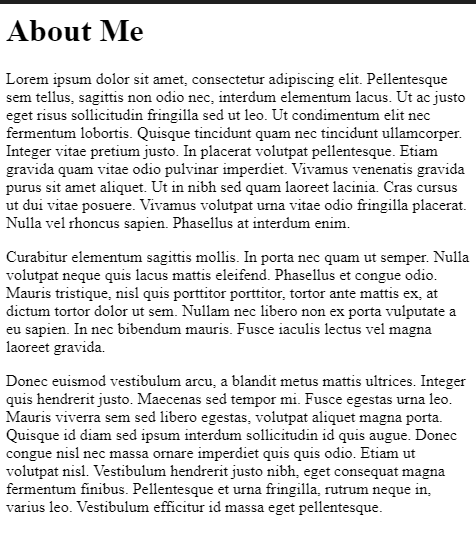 About Me
Lorem ipsum dolor sit amet, consectetur adipiscing elit. Pellentesque
sem tellus, sagittis non odio nec, interdum elementum lacus. Ut ac justo
eget risus sollicitudin fringilla sed ut leo. Ut condimentum elit nec
fermentum lobortis. Quisque tincidunt quam nec tincidunt ullamcorper.
Integer vitae pretium justo. In placerat volutpat pellentesque. Etiam
gravida quam vitae odio pulvinar imperdiet. Vivamus venenatis gravida
purus sit amet aliquet. Ut in nibh sed quam laoreet lacinia. Cras cursus
ut dui vitae posuere. Vivamus volutpat urna vitae odio fringilla placerat.
Nulla vel rhoncus sapien. Phasellus at interdum enim.
Curabitur elementum sagittis mollis. In porta nec quam ut semper. Nulla
volutpat neque quis lacus mattis eleifend. Phasellus et congue odio.
Mauris tristique, nisl quis porttitor porttitor, tortor ante mattis ex, at
dictum tortor dolor ut sem. Nullam nec libero non ex porta vulputate a
eu sapien. In nec bibendum mauris. Fusce iaculis lectus vel magna
laoreet gravida.
Donec euismod vestibulum arcu, a blandit metus mattis ultrices. Integer
quis hendrerit justo. Maecenas sed tempor mi. Fusce egestas urna leo.
Mauris viverra sem sed libero egestas, volutpat aliquet magna porta.
Quisque id diam sed ipsum interdum sollicitudin id quis augue. Donec
congue nisl nec massa ornare imperdiet quis quis odio. Etiam ut
volutpat nisl. Vestibulum hendrerit justo nibh, eget consequat magna
fermentum finibus. Pellentesque et urna fringilla, rutrum neque in,
varius leo. Vestibulum efficitur id massa eget pellentesque.